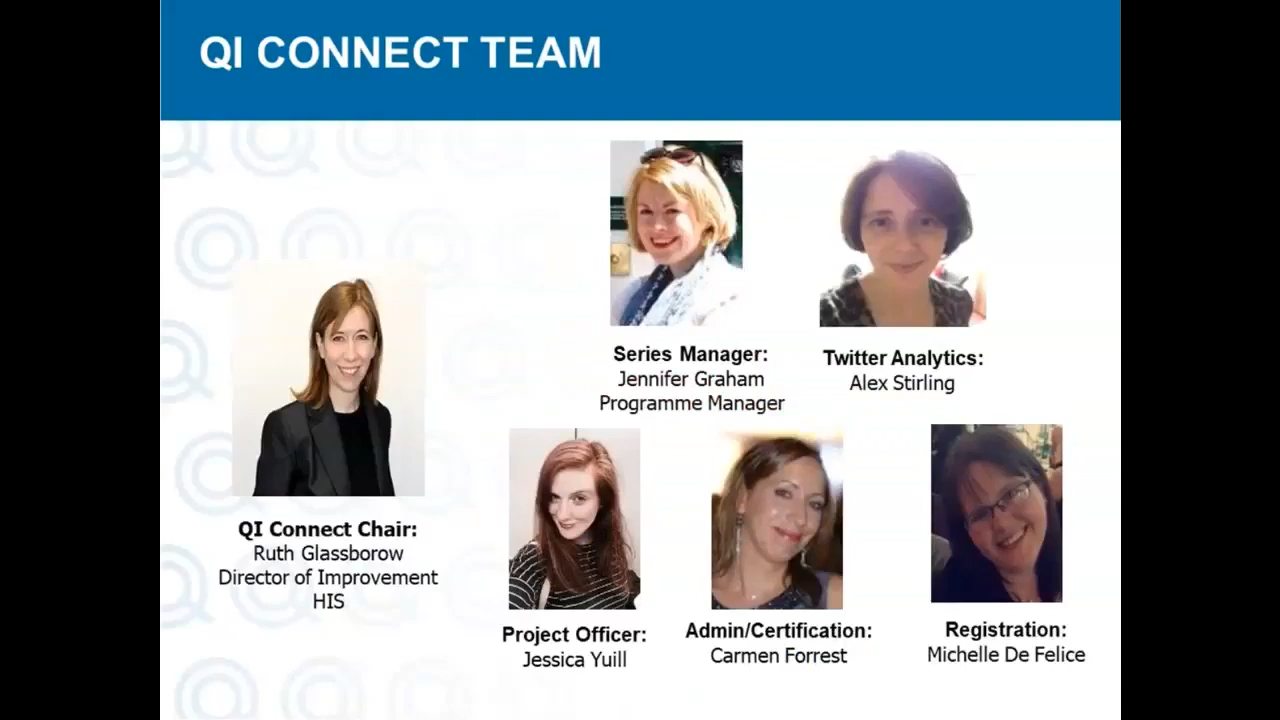 QI CONNECT TEAM
QI Connect Chair:
Ruth Glassborow
Director of Improvement
HIS
Series Manager:
Jennifer Graham
Programme Manager
Twitter Analytics:
Alex Stirling
Project Officer:
Jessica Yuill
Admin/Certification:
Carmen Forrest
Registration:
Michelle De Felice